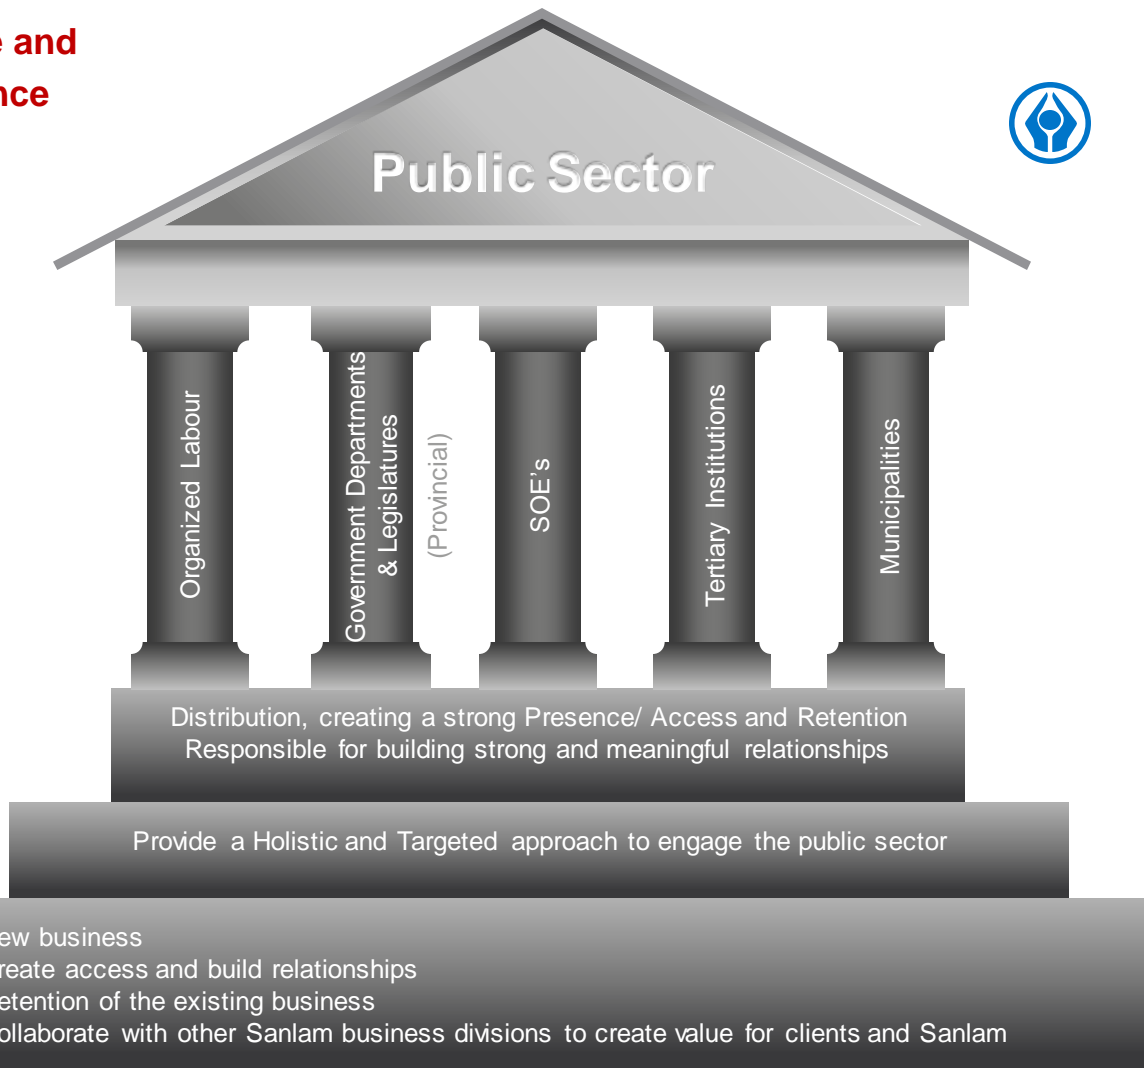 e and
nce
Public Sector
Organized Labour
Government Departments
& Legislatures
(Provincial)
SOE's
Tertiary Institutions
Municipalities
Distribution, creating a strong Presence/ Access and Retention
Responsible for building strong and meaningful relationships
Provide a Holistic and Targeted approach to engage the public sector
ew business
reate access and build relationships
etention of the existing business
ollaborate with other Sanlam business divisions to create value for clients and Sanlam